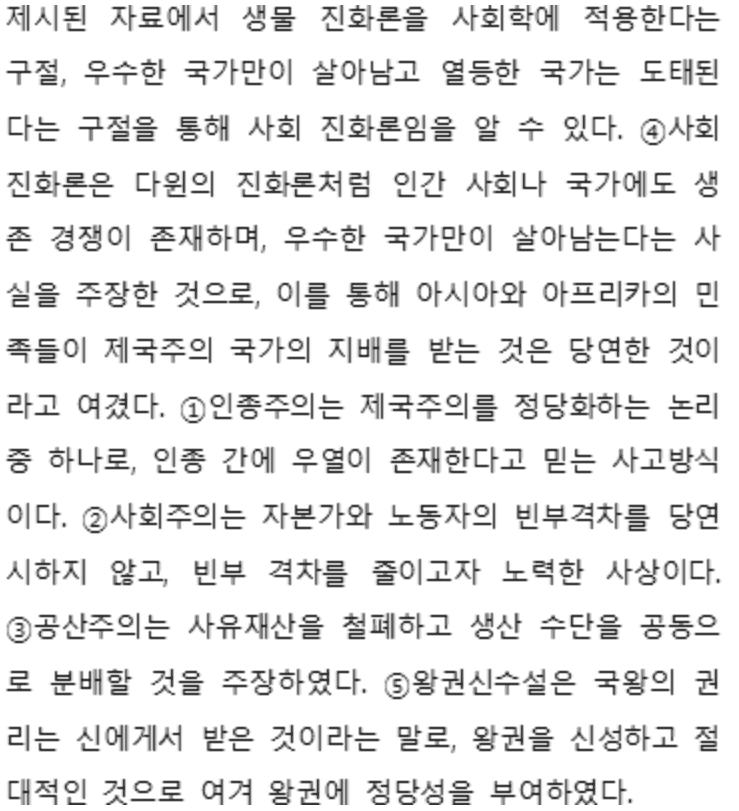 제시된 자료에서 생물 진화론을 사회학에 적용한다는
구절, 우수한 국가만이 살아남고 열등한 국가는 도태된
다는 구절을 통해 사회 진화론임을 알 수 있다. ④사회
진화론은 다윈의 진화론처럼 인간 사회나 국가에도 생
존 경쟁이 존재하며, 우수한 국가만이 살아남는다는 사
실을 주장한 것으로, 이를 통해 아시아와 아프리카의 민
족들이 제국주의 국가의 지배를 받는 것은 당연한 것이
라고 여겼다. ①인종주의는 제국주의를 정당화하는 논리
중 하나로, 인종 간에 우열이 존재한다고 믿는 사고방식
이다. ②사회주의는 자본가와 노동자의 빈부격차를 당연
시하지 않고, 빈부 격차를 줄이고자 노력한 사상이다.
③공산주의는 사유재산을 철폐하고 생산 수단을 공동으
로 분배할 것을 주장하였다. ⑤왕권신수설은 국왕의 권
리는 신에게서 받은 것이라는 말로, 왕권을 신성하고 절
대적인 것으로 여겨 왕권에 정당성을 부여하였다.